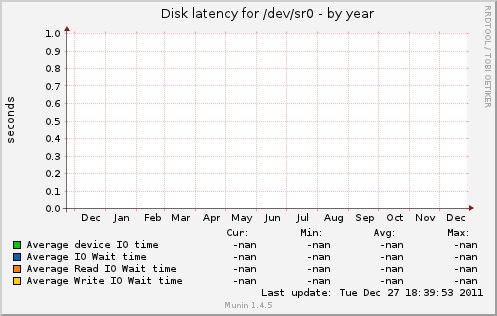 Disk latency for /dev/sr0 - by year
RRDTOOL / TOBI OETIKER
seconds
1.0
0.9
0.8
0.7
0.6
0.5
0.4
0.3
0.2
0.1
0.0
Dec Jan Feb Mar Apr May Jun Jul Aug Sep Oct Nov Dec
Cur: Min: Avg: Max:
Average device IO time -nan -nan -nan -nan
Average IO Wait time -nan -nan -nan -nan
Average Read IO Wait time -nan -nan -nan -nan
Average Write IO Wait time -nan -nan -nan -nan
Last update: Tue Dec 27 18:39:53 2011
Munin 1.4.5